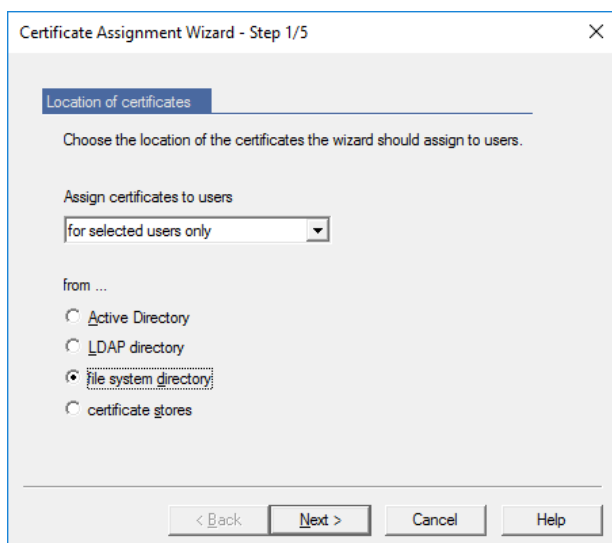 Certificate Assignment Wizard - Step 1/5
Location of certificates
Choose the location of the certificates the wizard should assign to users.
Assign certificates to users
for selected users only
from ...
Active Directory
LDAP directory
file system directory
certificate stores
< Back Next > Cancel Help